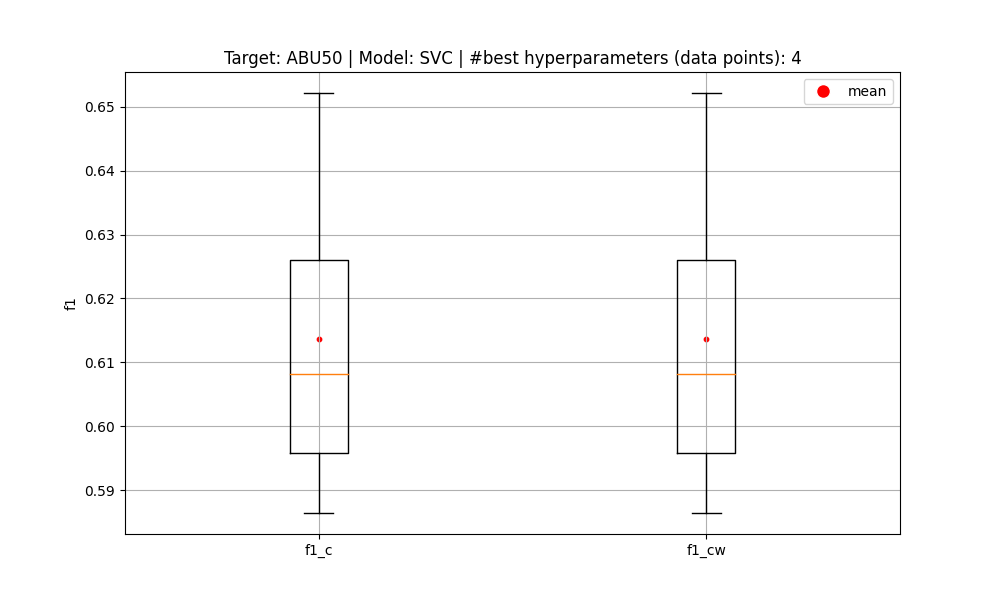 Target: ABU50 | Model: SVC | #best hyperparameters (data points): 4
mean
0.65
0.64
0.63
0.62
0.61
0.60
0.59
f1
f1_c
f1_cw